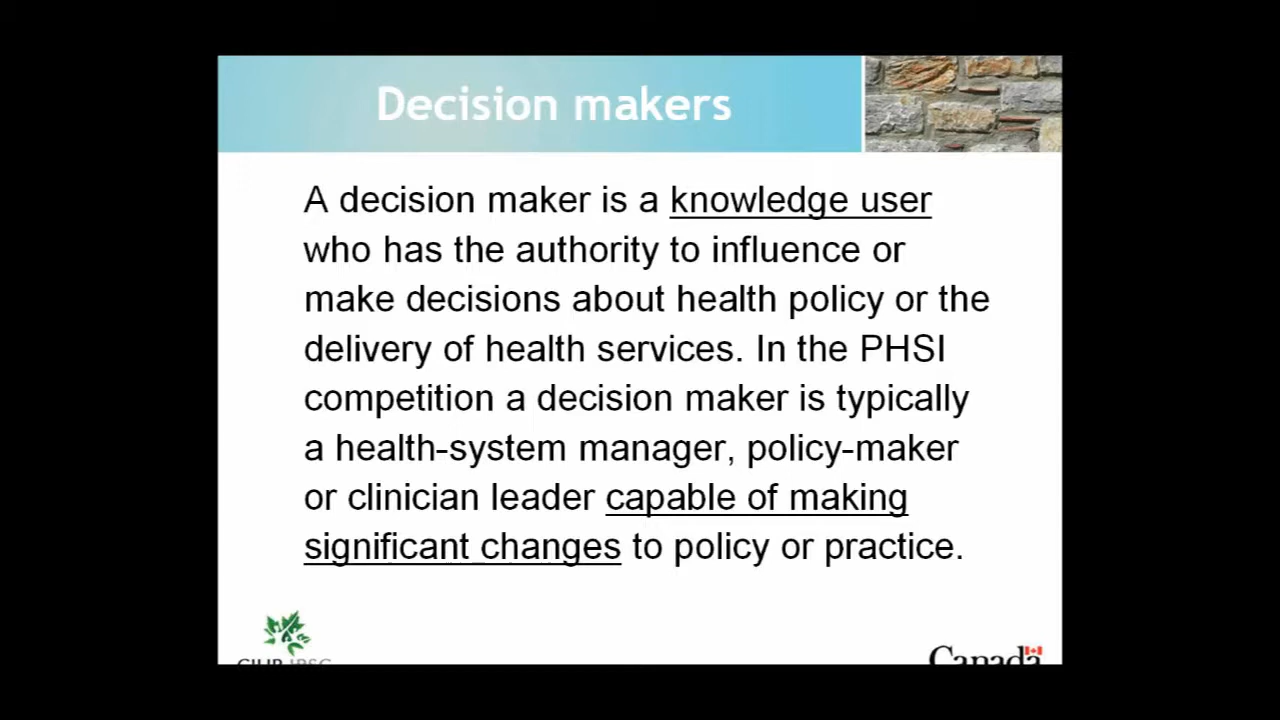 Decision makers
A decision maker is a knowledge user
who has the authority to influence or
make decisions about health policy or the
delivery of health services. In the PHSI
competition a decision maker is typically
a health-system manager, policy-maker
or clinician leader capable of making
significant changes to policy or practice.
CIHR IRSC
Canada